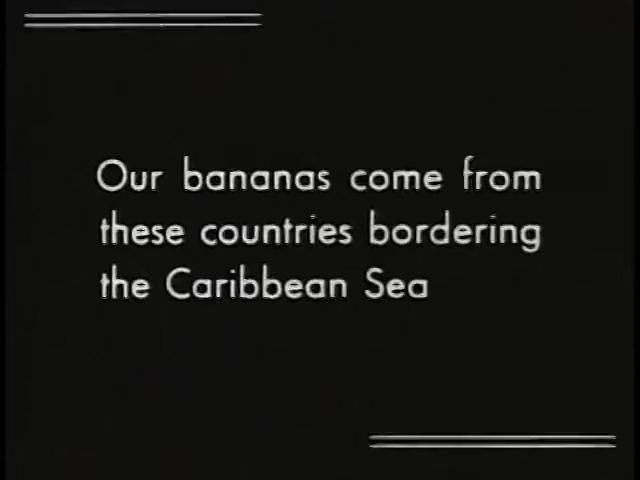 Our bananas come from
these countries bordering
the Caribbean Sea